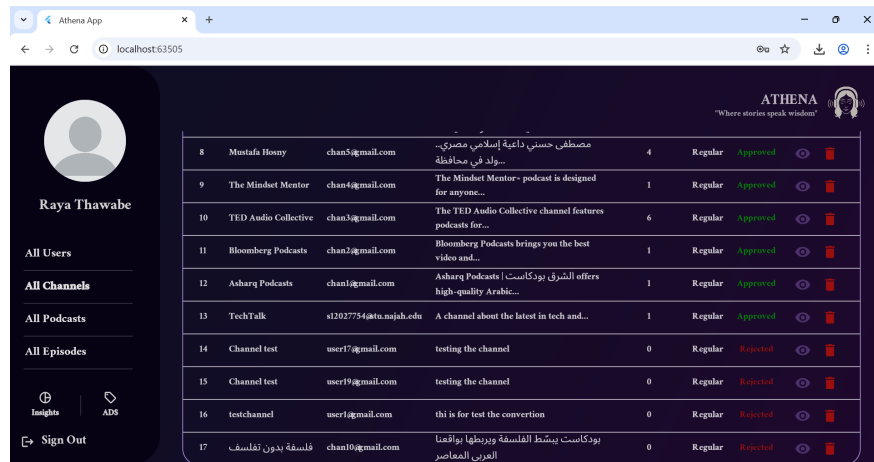 Athena App
localhost:63505
ATHENA
"Where stories speak wisdom"
Raya Thawabe
All Users
All Channels
All Podcasts
All Episodes
Insights
ADS
Sign Out
8 Mustafa Hosny chan5@gmail.com مصطفى حسني داعية إسلامي مصري.. 4 Regular Approved
ولد في محافظة...
9 The Mindset Mentor chan4@gmail.com The Mindset Mentor- podcast is designed 1 Regular Approved
for anyone...
10 TED Audio Collective chan3@gmail.com The TED Audio Collective channel features 6 Regular Approved
podcasts for...
11 Bloomberg Podcasts chan2@gmail.com Bloomberg Podcasts brings you the best 1 Regular Approved
video and...
12 Asharq Podcasts chan1@gmail.com Asharq Podcasts | الشرق بودكاست offers 1 Regular Approved
high-quality Arabic...
13 TechTalk s12027754@stu.najah.edu A channel about the latest in tech and... 1 Regular Approved
14 Channel test user17@gmail.com testing the channel 0 Regular Rejected
15 Channel test user19@gmail.com testing the channel 0 Regular Rejected
16 testchannel user1@gmail.com thi is for test the convertion 0 Regular Rejected
17 فلسفة بدون تفلسف chan10@gmail.com بودكاست يبسّط الفلسفة ويربطها بواقعنا 0 Regular Rejected
العربي المعاصر